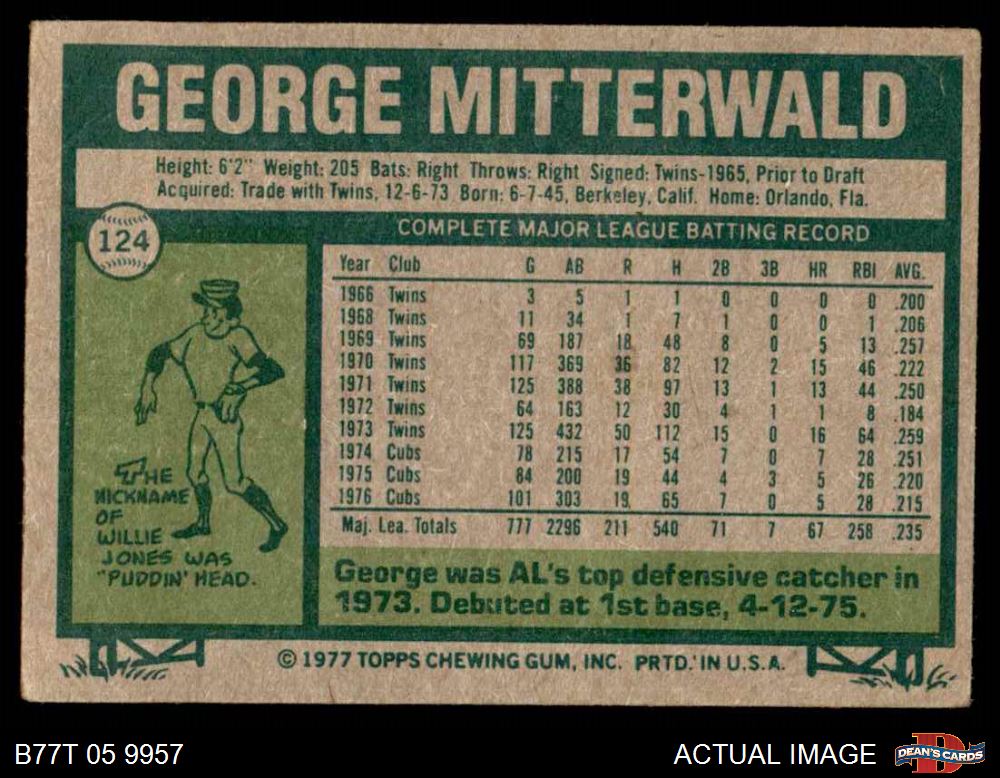 GEORGE MITTERWALD
Height: 6'2" Weight: 205 Bats: Right Throws: Right Signed: Twins-1965, Prior to Draft
Acquired: Trade with Twins, 12-6-73 Born: 6-7-45, Berkeley, Calif. Home: Orlando, Fla.
124
COMPLETE MAJOR LEAGUE BATTING RECORD
Year Club G AB R H 2B 3B HR RBI AVG.
1966 Twins 3 5 1 1 0 0 0 0 .200
1968 Twins 11 34 1 7 1 0 0 1 .206
1969 Twins 69 187 18 48 8 0 5 13 .257
1970 Twins 117 369 36 82 12 2 15 46 .222
1971 Twins 125 388 38 97 13 1 13 44 .250
1972 Twins 64 163 12 30 4 1 1 8 .184
1973 Twins 125 432 50 112 15 0 16 64 .259
1974 Cubs 78 215 17 54 7 0 7 28 .251
1975 Cubs 84 200 19 44 4 3 5 26 .220
1976 Cubs 101 303 19 65 7 0 5 28 .215
Maj. Lea. Totals 777 2296 211 540 71 7 67 258 .235
THE
NICKNAME
OF
WILLIE
JONES WAS
"PUDDIN' HEAD.
George was AL's top defensive catcher in
1973. Debuted at 1st base, 4-12-75.
© 1977 TOPPS CHEWING GUM, INC. PRTD. IN U.S.A.
B77T 05 9957
ACTUAL IMAGE
DEAN'S CARDS